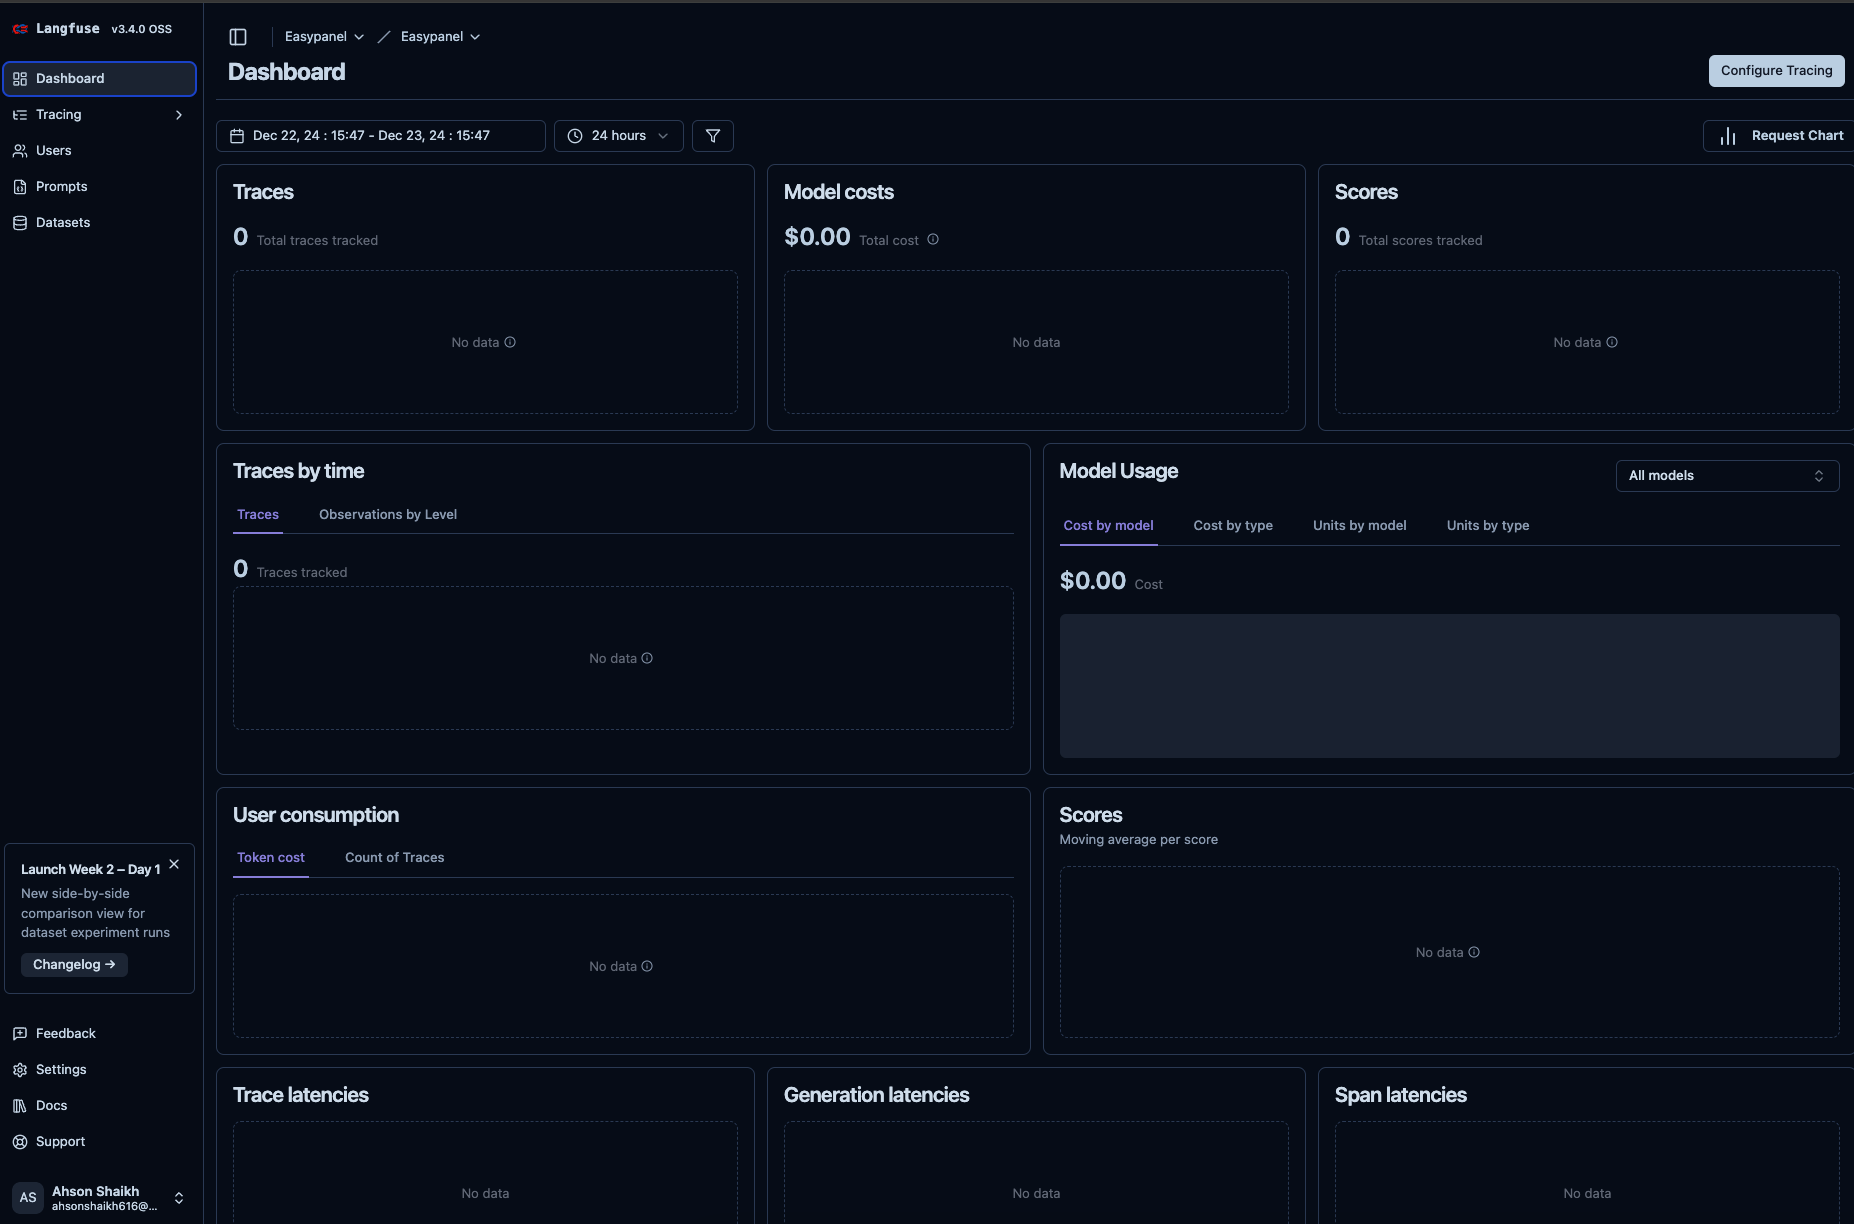 Langfuse v3.4.0 OSS
Dashboard
Tracing
Users
Prompts
Datasets
Launch Week 2 – Day 1
New side-by-side
comparison view for
dataset experiment runs
Changelog →
Feedback
Settings
Docs
Support
AS
Ahson Shaikh
ahsonshaikh616@...
Easypanel
Easypanel
Dashboard
Configure Tracing
Dec 22, 24 : 15:47 - Dec 23, 24 : 15:47
24 hours
Request Chart
Traces
0 Total traces tracked
No data
Model costs
$0.00 Total cost
No data
Scores
0 Total scores tracked
No data
Traces by time
Traces
Observations by Level
0 Traces tracked
No data
Model Usage
All models
Cost by model
Cost by type
Units by model
Units by type
$0.00 Cost
User consumption
Token cost
Count of Traces
No data
Scores
Moving average per score
No data
Trace latencies
No data
Generation latencies
No data
Span latencies
No data